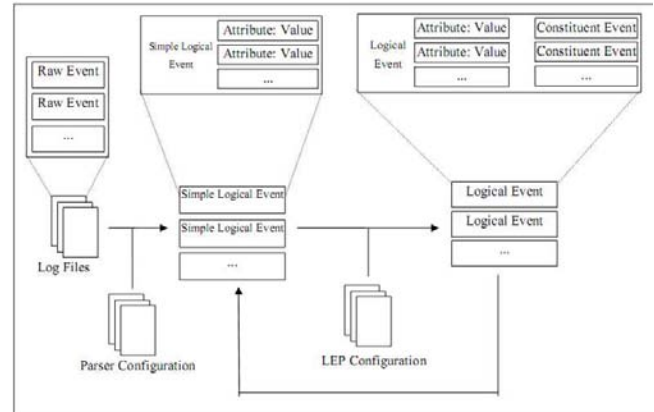 Raw Event
Raw Event
...
Simple Logical
Event
Attribute: Value
Attribute: Value
...
Logical
Event
Attribute: Value
Attribute: Value
...
Constituent Event
Constituent Event
...
Log Files
Simple Logical Event
Simple Logical Event
...
Logical Event
Logical Event
...
Parser Configuration
LEP Configuration